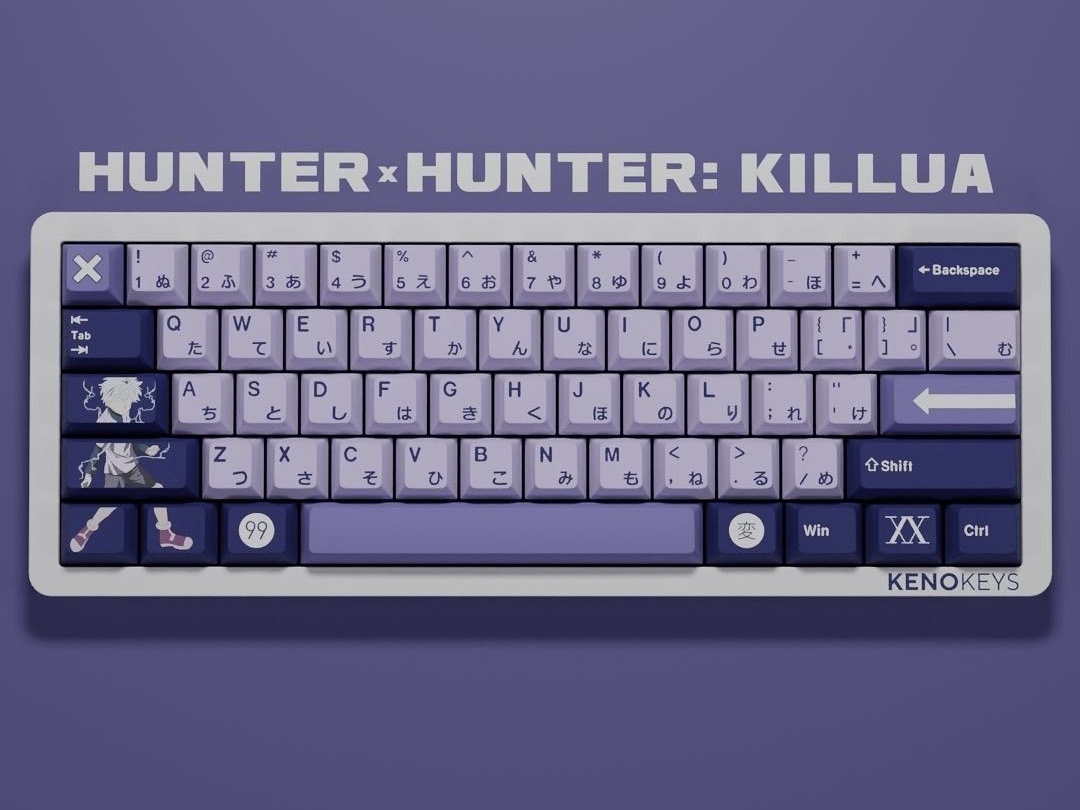 HUNTER x HUNTER: KILLUA
! @ # $ % ^ & * ( ) _ + ←Backspace
1 ぬ 2 ふ 3 あ 4 う 5 え 6 お 7 や 8 ゆ 9 よ 0 わ - ほ = へ
Tab Q W E R T Y U I O P { 「 } 」 |
た て い す か ん な に ら せ [ ゛ ] ゜ \ む
A S D F G H J K L : "
ち と し は き く ほ の り ; れ ' け
Z X C V B N M < > ? ⇧Shift
つ さ そ ひ こ み も , ね . る / め
99 変 Win XX Ctrl
KENOKEYS